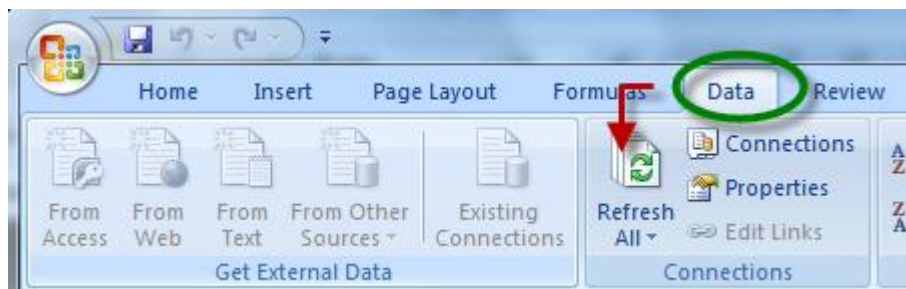 Home Insert Page Layout Formulas Data Review
From Access
From Web
From Text
From Other Sources
Existing Connections
Get External Data
Refresh All
Connections
Properties
Edit Links
Connections
A
Z
Z
A